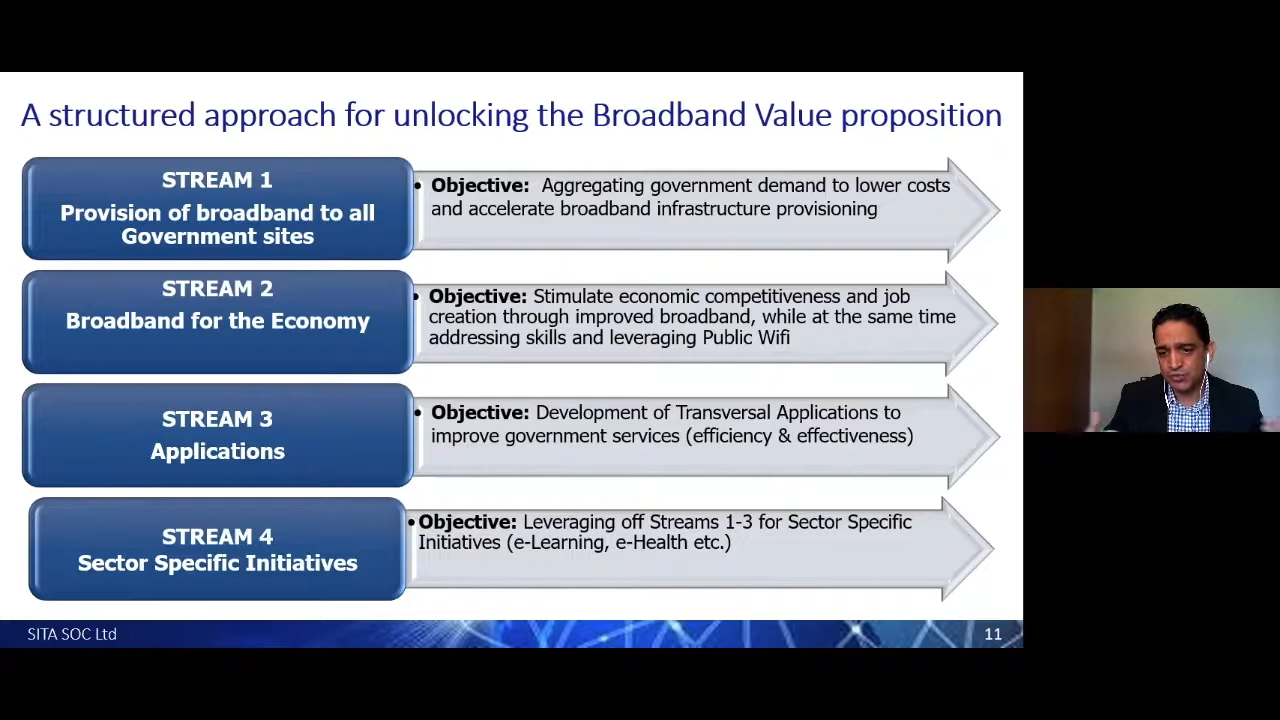 A structured approach for unlocking the Broadband Value proposition
STREAM 1
Provision of broadband to all
Government sites
• Objective:  Aggregating government demand to lower costs
and accelerate broadband infrastructure provisioning
STREAM 2
Broadband for the Economy
• Objective: Stimulate economic competitiveness and job
creation through improved broadband, while at the same time
addressing skills and leveraging Public Wifi
STREAM 3
Applications
• Objective: Development of Transversal Applications to
improve government services (efficiency & effectiveness)
STREAM 4
Sector Specific Initiatives
• Objective: Leveraging off Streams 1-3 for Sector Specific
Initiatives (e-Learning, e-Health etc.)
SITA SOC Ltd
11